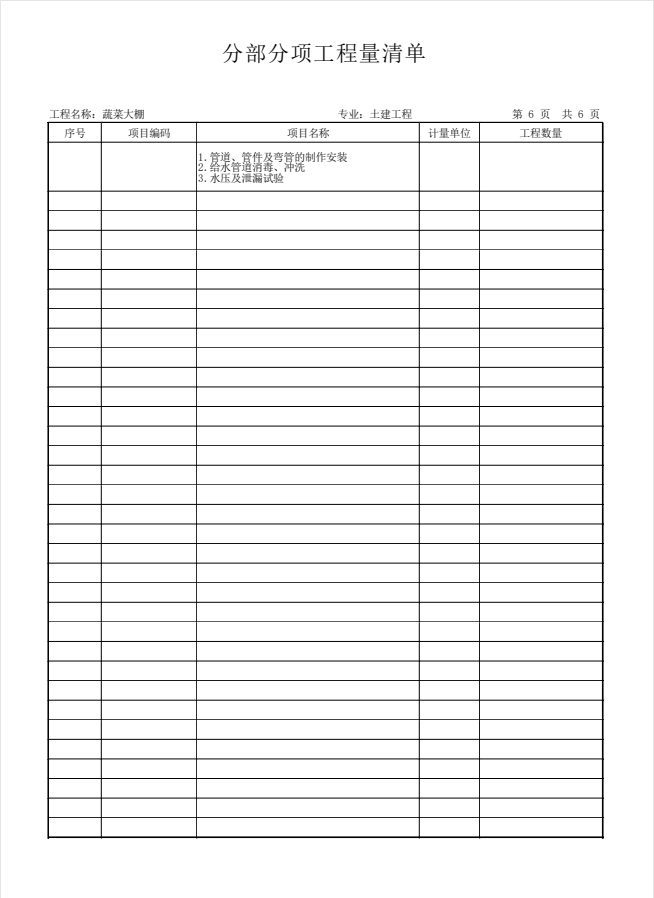 分部分项工程量清单
工程名称：蔬菜大棚 专业：土建工程 第 6 页 共 6 页
序号 项目编码 项目名称 计量单位 工程数量
1.管道、管件及弯管的制作安装
2.给水管道消毒、冲洗
3.水压及泄漏试验